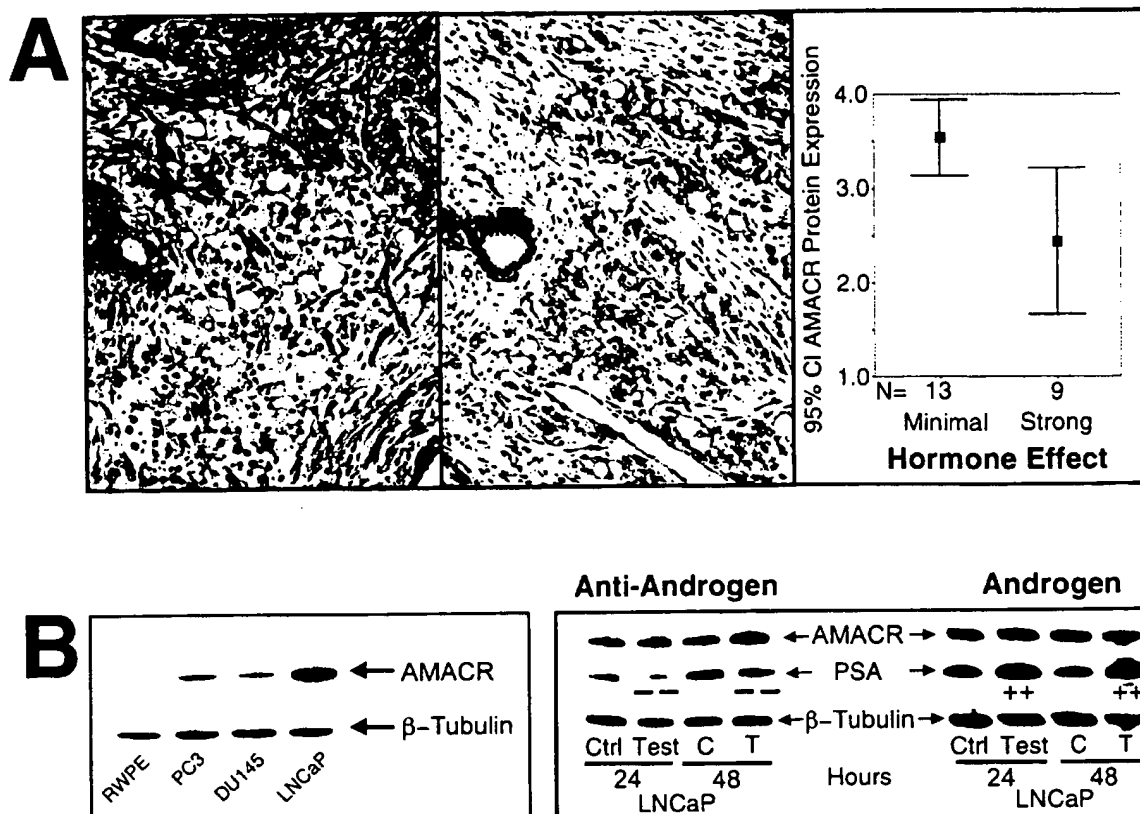 A
95% CI AMACR Protein Expression
4.0
3.0
2.0
1.0
N= 13 9
Minimal Strong
Hormone Effect
B
AMACR
β-Tubulin
RWPE PC3 DU145 LNCaP
Anti-Androgen Androgen
AMACR
PSA
-- -- ++ ++
β-Tubulin
Ctrl Test C T Ctrl Test C T
24 48 Hours 24 48
LNCaP LNCaP